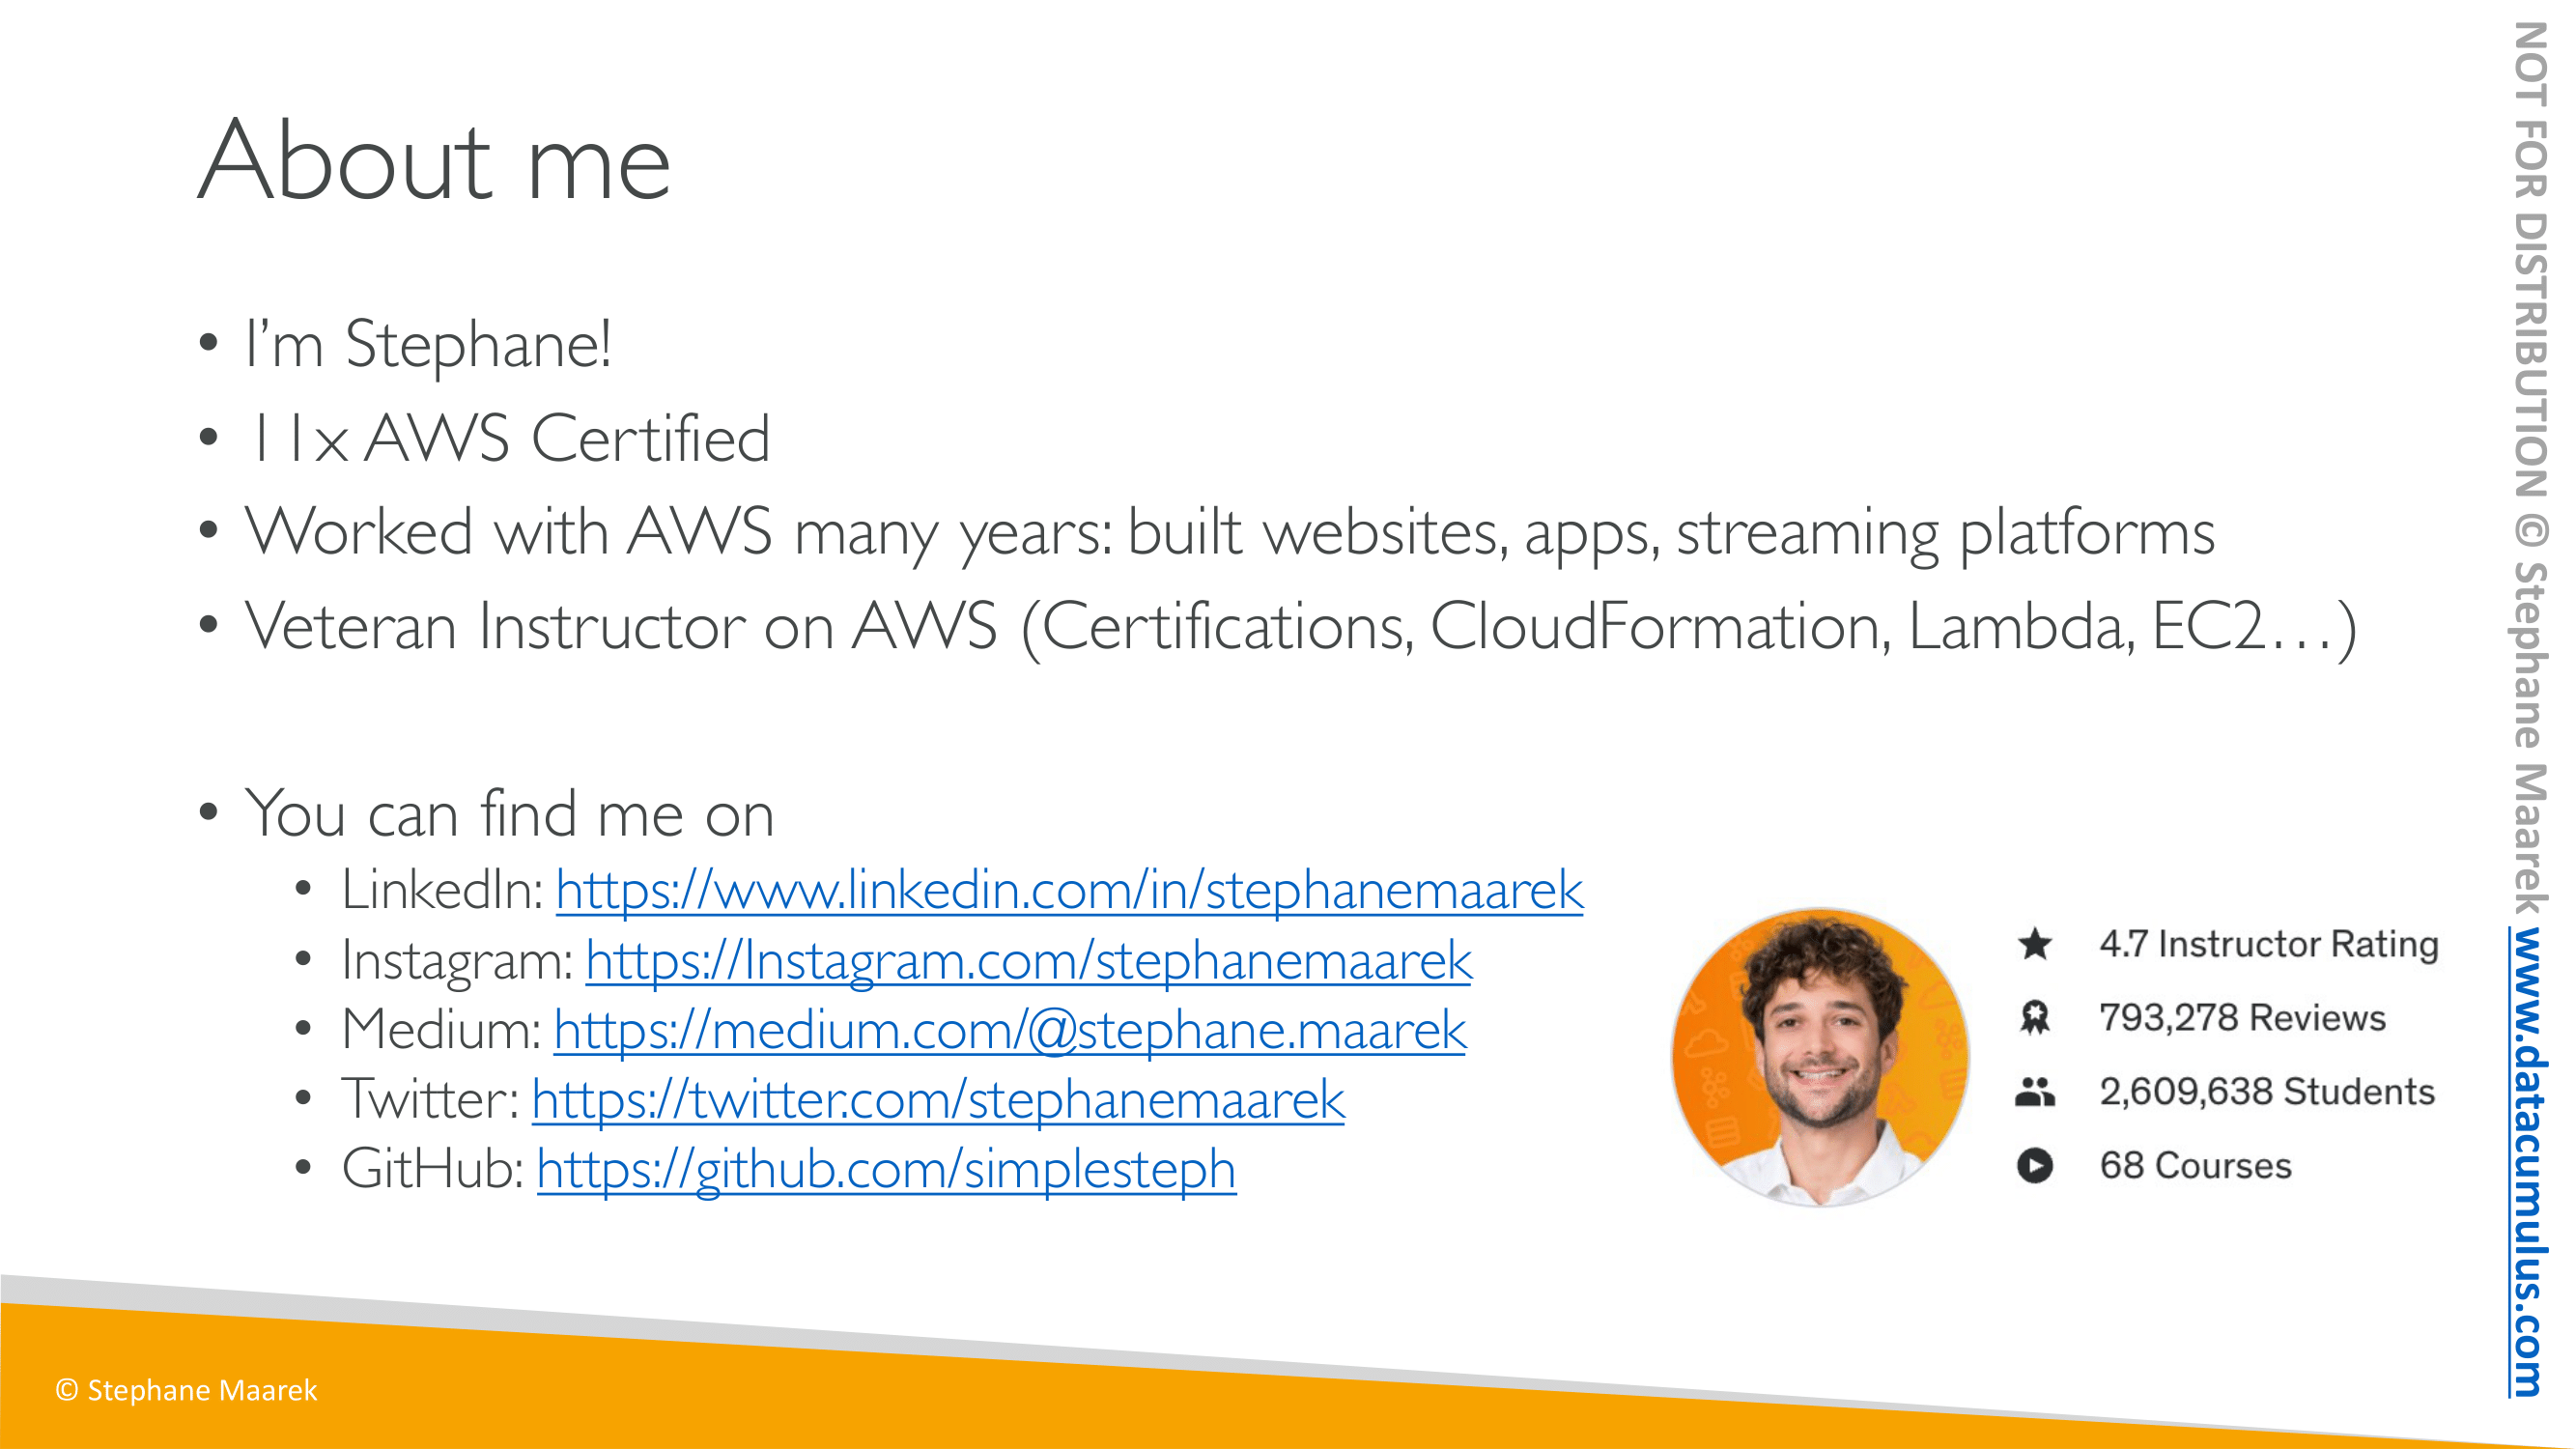 About me
• I’m Stephane!
• 11x AWS Certified
• Worked with AWS many years: built websites, apps, streaming platforms
• Veteran Instructor on AWS (Certifications, CloudFormation, Lambda, EC2…)
• You can find me on
• LinkedIn: https://www.linkedin.com/in/stephanemaarek
• Instagram: https://Instagram.com/stephanemaarek
• Medium: https://medium.com/@stephane.maarek
• Twitter: https://twitter.com/stephanemaarek
• GitHub: https://github.com/simplesteph
4.7 Instructor Rating
793,278 Reviews
2,609,638 Students
68 Courses
© Stephane Maarek
NOT FOR DISTRIBUTION © Stephane Maarek www.datacumulus.com